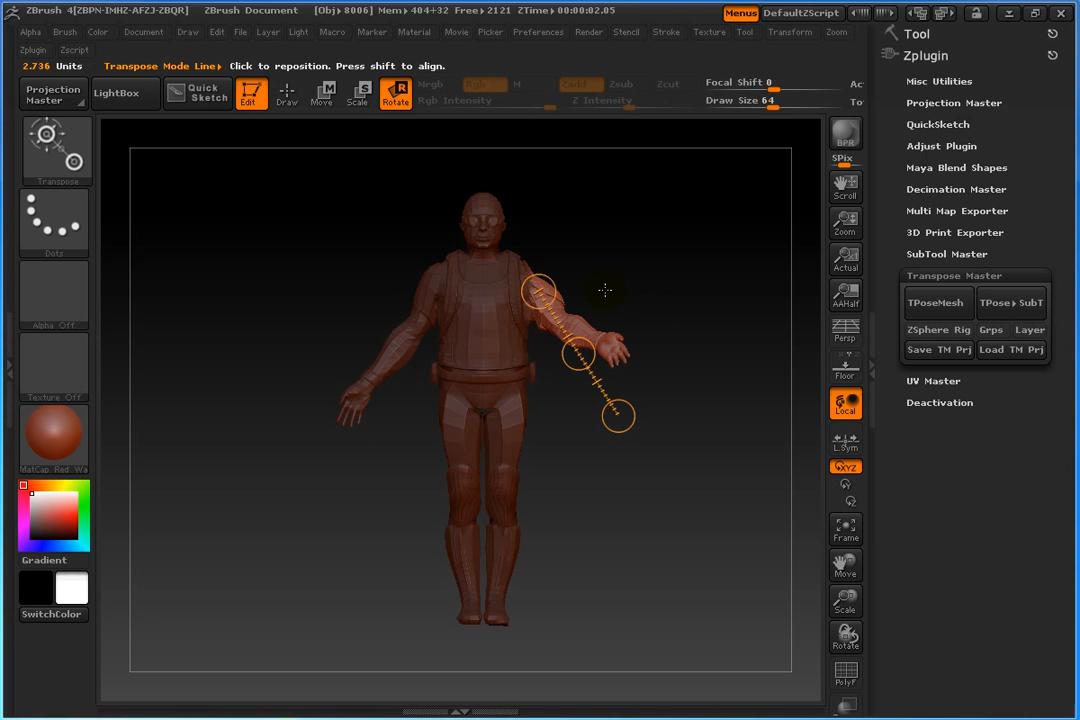 ZBrush 4[ZBPN-IMHZ-AFZJ-ZBQR] ZBrush Document [Obj▸ 8006] Mem▸ 404+32 Free▸ 2121 ZTime▸ 00:00:02.05 Menus DefaultZScript
Alpha Brush Color Document Draw Edit File Layer Light Macro Marker Material Movie Picker Preferences Render Stencil Stroke Texture Tool Transform Zoom
Zplugin Zscript
2.736 Units Transpose Mode Line▸ Click to reposition. Press shift to align.
Projection Master
LightBox
Quick Sketch
Edit
Draw
Move
Scale
Rotate
Mrgb Rgb M Zadd Zsub Zcut
Rgb Intensity Z Intensity
Focal Shift 0
Draw Size 64
Ac
To
Transpose
Dots
Alpha Off
Texture Off
MatCap Red Wa
Gradient
SwitchColor
BPR
SPix
Scroll
Zoom
Actual
AAHalf
Persp
Floor
Local
L.Sym
XYZ
Y
Z
Frame
Move
Scale
Rotate
PolyF
Tool
Zplugin
Misc Utilities
Projection Master
QuickSketch
Adjust Plugin
Maya Blend Shapes
Decimation Master
Multi Map Exporter
3D Print Exporter
SubTool Master
Transpose Master
TPoseMesh TPose▸ SubT
ZSphere Rig Grps Layer
Save TM Prj Load TM Prj
UV Master
Deactivation